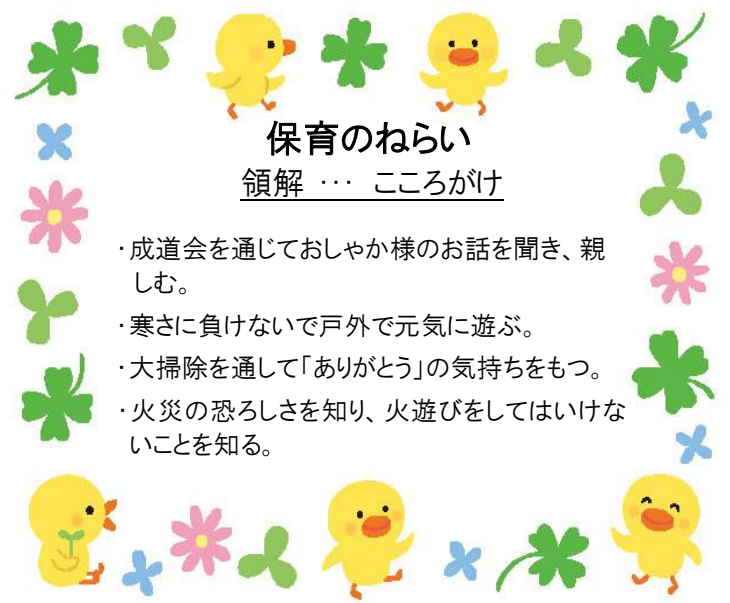 保育のねらい
領解 … こころがけ
・成道会を通じておしゃか様のお話を聞き、親
しむ。
・寒さに負けないで戸外で元気に遊ぶ。
・大掃除を通して「ありがとう」の気持ちをもつ。
・火災の恐ろしさを知り、火遊びをしてはいけな
いことを知る。